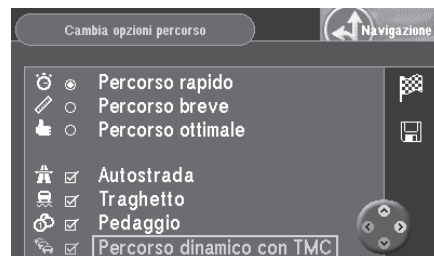 Cambia opzioni percorso
Navigazione
Percorso rapido
Percorso breve
Percorso ottimale
Autostrada
Traghetto
Pedaggio
Percorso dinamico con TMC